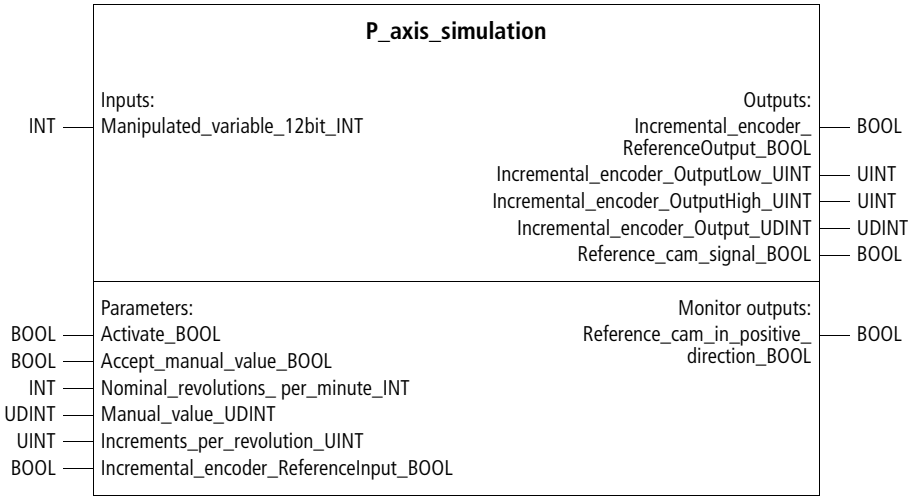 P_axis_simulation
Inputs: Outputs:
INT Manipulated_variable_12bit_INT Incremental_encoder_ BOOL
ReferenceOutput_BOOL
Incremental_encoder_OutputLow_UINT UINT
Incremental_encoder_OutputHigh_UINT UINT
Incremental_encoder_Output_UDINT UDINT
Reference_cam_signal_BOOL BOOL
Parameters: Monitor outputs:
BOOL Activate_BOOL Reference_cam_in_positive_ BOOL
BOOL Accept_manual_value_BOOL direction_BOOL
INT Nominal_revolutions_ per_minute_INT
UDINT Manual_value_UDINT
UINT Increments_per_revolution_UINT
BOOL Incremental_encoder_ReferenceInput_BOOL